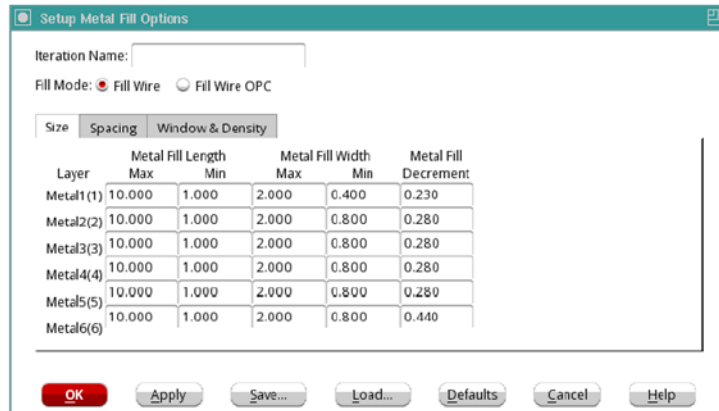 Setup Metal Fill Options
Iteration Name:
Fill Mode: Fill Wire Fill Wire OPC
Size Spacing Window & Density
Metal Fill Length Metal Fill Width Metal Fill
Layer Max Min Max Min Decrement
Metal1(1) 10.000 1.000 2.000 0.400 0.230
Metal2(2) 10.000 1.000 2.000 0.800 0.280
Metal3(3) 10.000 1.000 2.000 0.800 0.280
Metal4(4) 10.000 1.000 2.000 0.800 0.280
Metal5(5) 10.000 1.000 2.000 0.800 0.280
Metal6(6) 10.000 1.000 2.000 0.800 0.440
OK Apply Save... Load... Defaults Cancel Help